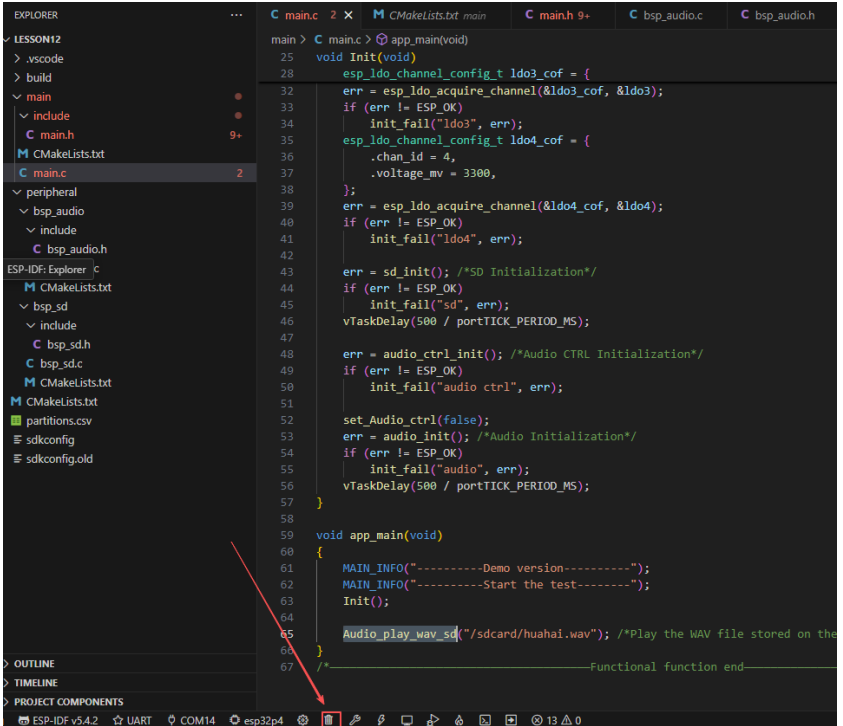 EXPLORER
LESSON12
.vscode
build
main
include
main.h 9+
CMakeLists.txt
main.c 2
peripheral
bsp_audio
include
bsp_audio.h
ESP-IDF: Explorer c
CMakeLists.txt
bsp_sd
include
bsp_sd.h
bsp_sd.c
CMakeLists.txt
CMakeLists.txt
partitions.csv
sdkconfig
sdkconfig.old
OUTLINE
TIMELINE
PROJECT COMPONENTS
main.c 2 CMakeLists.txt main main.h 9+ bsp_audio.c bsp_audio.h
main > main.c > app_main(void)
25 void Init(void)
28 esp_ldo_channel_config_t ldo3_cof = {
32 err = esp_ldo_acquire_channel(&ldo3_cof, &ldo3);
33 if (err != ESP_OK)
34 init_fail("ldo3", err);
35 esp_ldo_channel_config_t ldo4_cof = {
36 .chan_id = 4,
37 .voltage_mv = 3300,
38 };
39 err = esp_ldo_acquire_channel(&ldo4_cof, &ldo4);
40 if (err != ESP_OK)
41 init_fail("ldo4", err);
42
43 err = sd_init(); /*SD Initialization*/
44 if (err != ESP_OK)
45 init_fail("sd", err);
46 vTaskDelay(500 / portTICK_PERIOD_MS);
47
48 err = audio_ctrl_init(); /*Audio CTRL Initialization*/
49 if (err != ESP_OK)
50 init_fail("audio ctrl", err);
51
52 set_Audio_ctrl(false);
53 err = audio_init(); /*Audio Initialization*/
54 if (err != ESP_OK)
55 init_fail("audio", err);
56 vTaskDelay(500 / portTICK_PERIOD_MS);
57 }
58
59 void app_main(void)
60 {
61 MAIN_INFO("----------Demo version----------");
62 MAIN_INFO("----------Start the test--------");
63 Init();
64
65 Audio_play_wav_sd("/sdcard/huahai.wav"); /*Play the WAV file stored on the
66 }
67 /*———————————————Functional function end———————
ESP-IDF v5.4.2 UART COM14 esp32p4 13 0